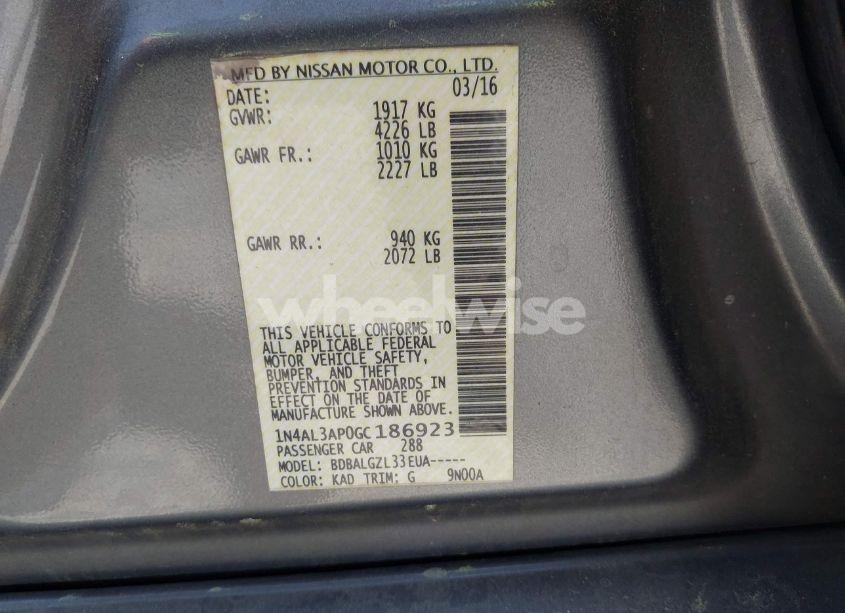 MFD BY NISSAN MOTOR CO., LTD.
DATE: 03/16
GVWR: 1917 KG
4226 LB
GAWR FR.: 1010 KG
2227 LB
GAWR RR.: 940 KG
2072 LB
wheelwise
THIS VEHICLE CONFORMS TO
ALL APPLICABLE FEDERAL
MOTOR VEHICLE SAFETY,
BUMPER, AND THEFT
PREVENTION STANDARDS IN
EFFECT ON THE DATE OF
MANUFACTURE SHOWN ABOVE.
1N4AL3AP0GC186923
PASSENGER CAR 288
MODEL: BDBALGZL33EUA-----
COLOR: KAD TRIM: G 9N00A